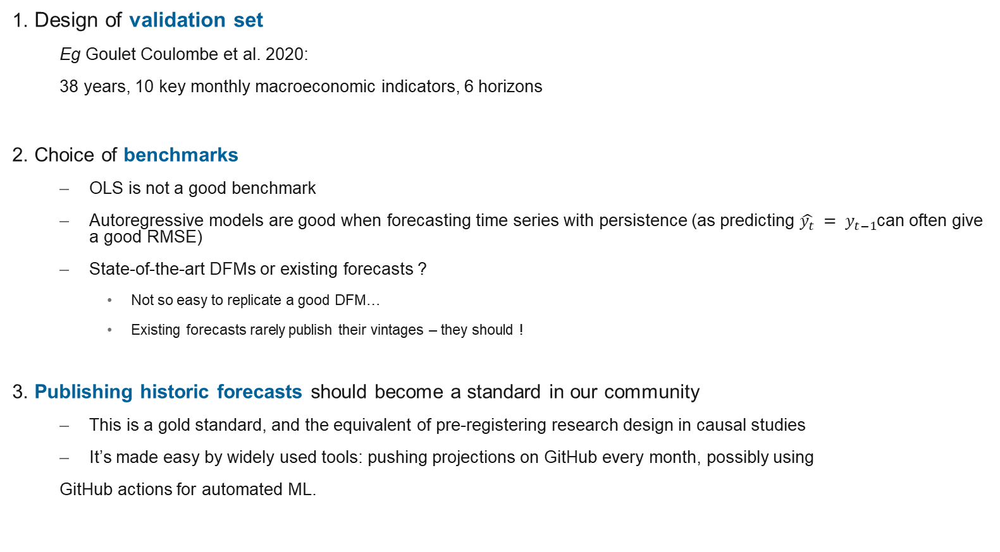 1. Design of validation set
Eg Goulet Coulombe et al. 2020:
38 years, 10 key monthly macroeconomic indicators, 6 horizons
2. Choice of benchmarks
– OLS is not a good benchmark
– Autoregressive models are good when forecasting time series with persistence (as predicting ŷₜ = yₜ₋₁can often give
a good RMSE)
– State-of-the-art DFMs or existing forecasts ?
• Not so easy to replicate a good DFM…
• Existing forecasts rarely publish their vintages – they should !
3. Publishing historic forecasts should become a standard in our community
– This is a gold standard, and the equivalent of pre-registering research design in causal studies
– It’s made easy by widely used tools: pushing projections on GitHub every month, possibly using
GitHub actions for automated ML.